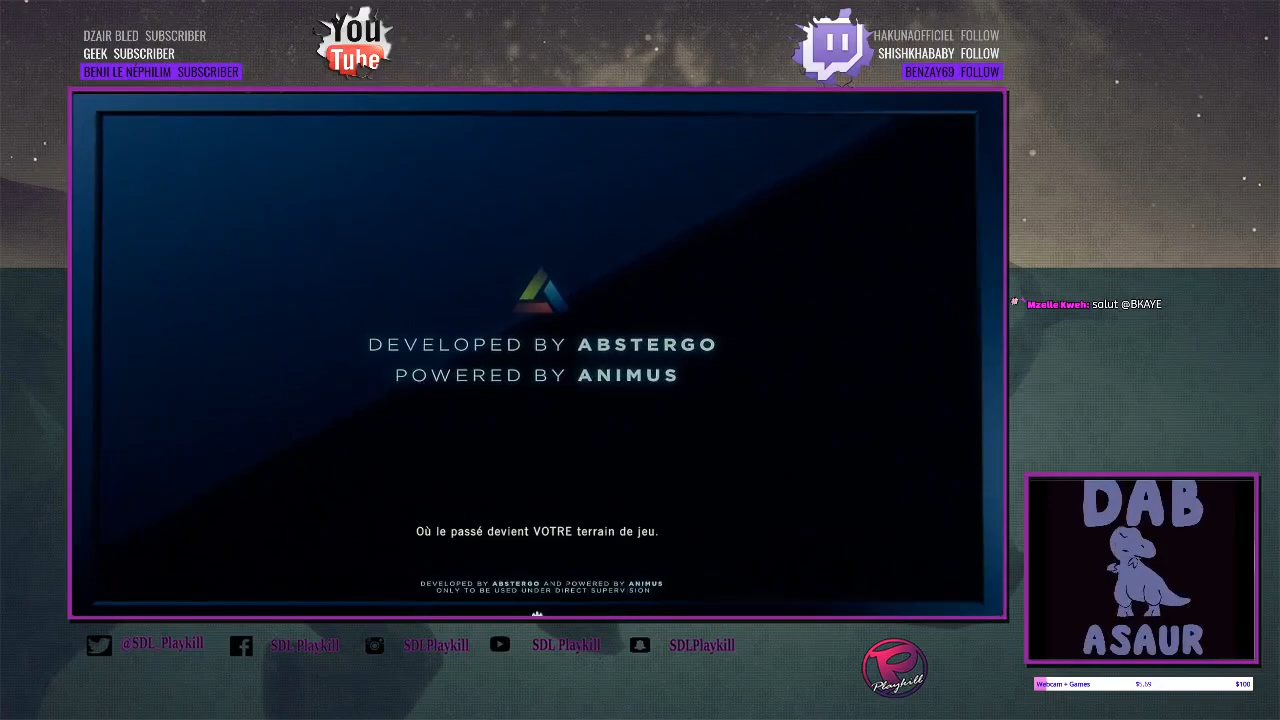 DZAIR BLED SUBSCRIBER
GEEK SUBSCRIBER
BENJI LE NÉPHILIM SUBSCRIBER
You
Tube
HAKUNAOFFICIEL FOLLOW
SHISHKHABABY FOLLOW
BENZAY69 FOLLOW
DEVELOPED BY ABSTERGO
POWERED BY ANIMUS
Où le passé devient VOTRE terrain de jeu.
DEVELOPED BY ABSTERGO AND POWERED BY ANIMUS
ONLY TO BE USED UNDER DIRECT SUPERVISION
Mzelle Kweh: salut @BKAYE
DAB
ASAUR
@SDL_Playkill
SDL Playkill
SDLPlaykill
SDL Playkill
SDLPlaykill
Playkill
Webcam + Games $5.69 $100